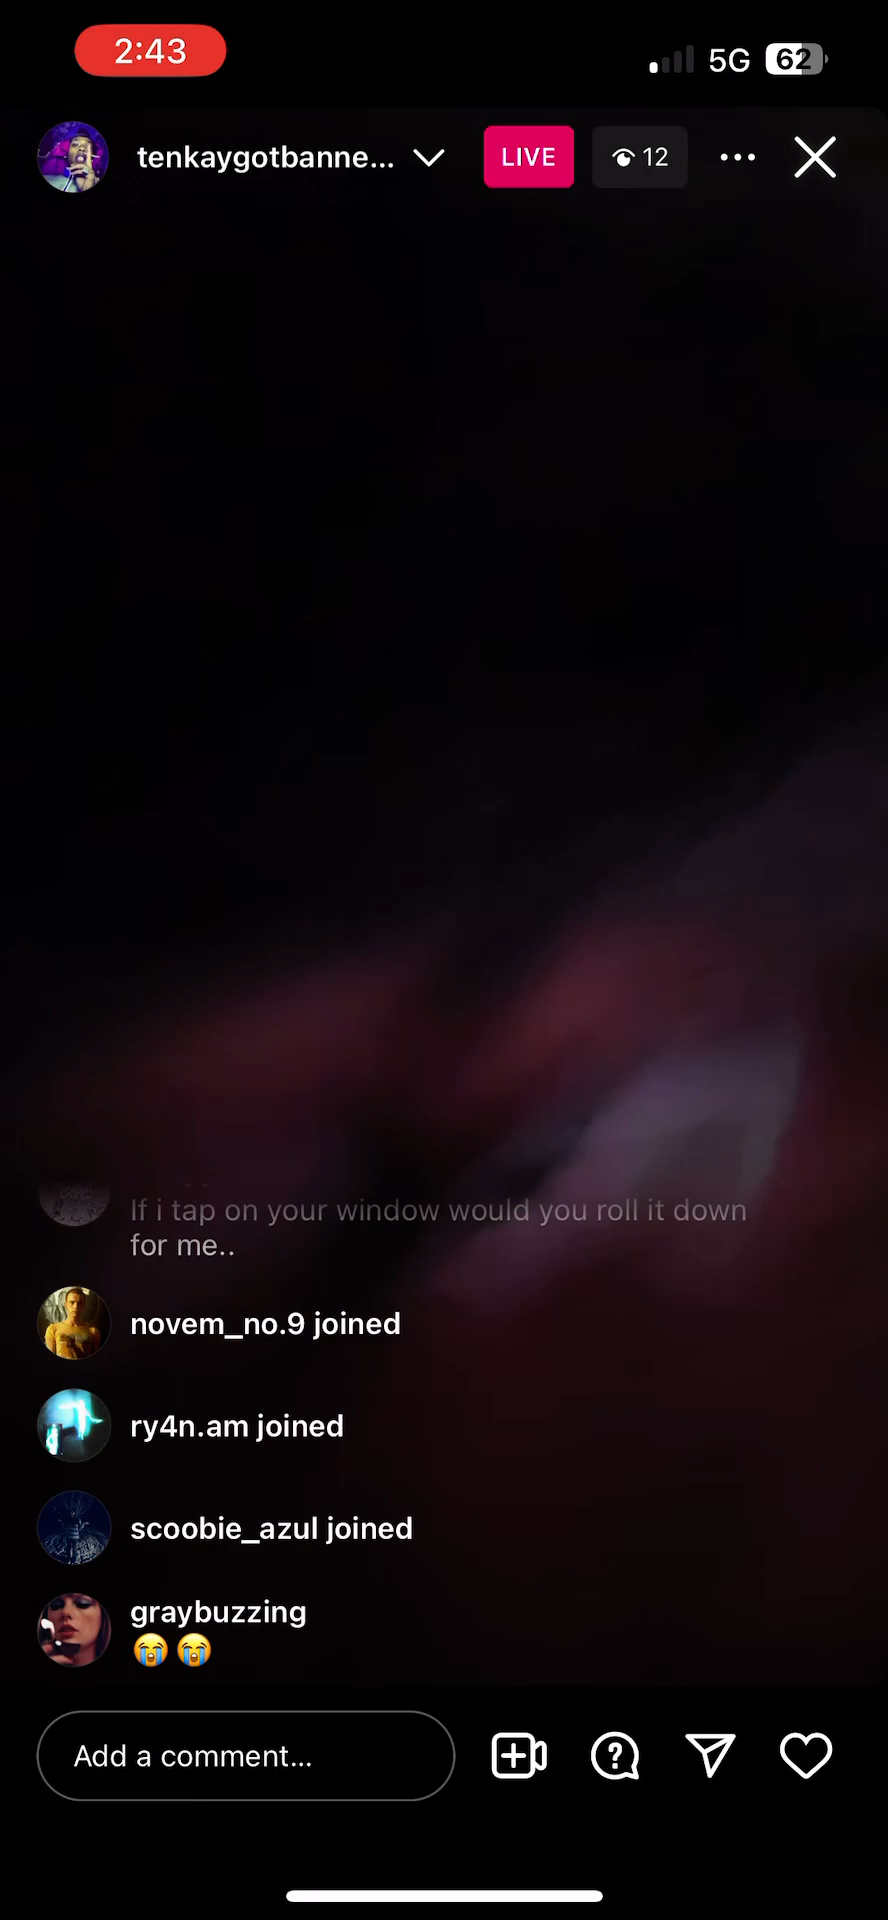 2:43
5G 62
tenkaygotbanne...
LIVE
12
If i tap on your window would you roll it down
for me..
novem_no.9 joined
ry4n.am joined
scoobie_azul joined
graybuzzing
😭😭
Add a comment...